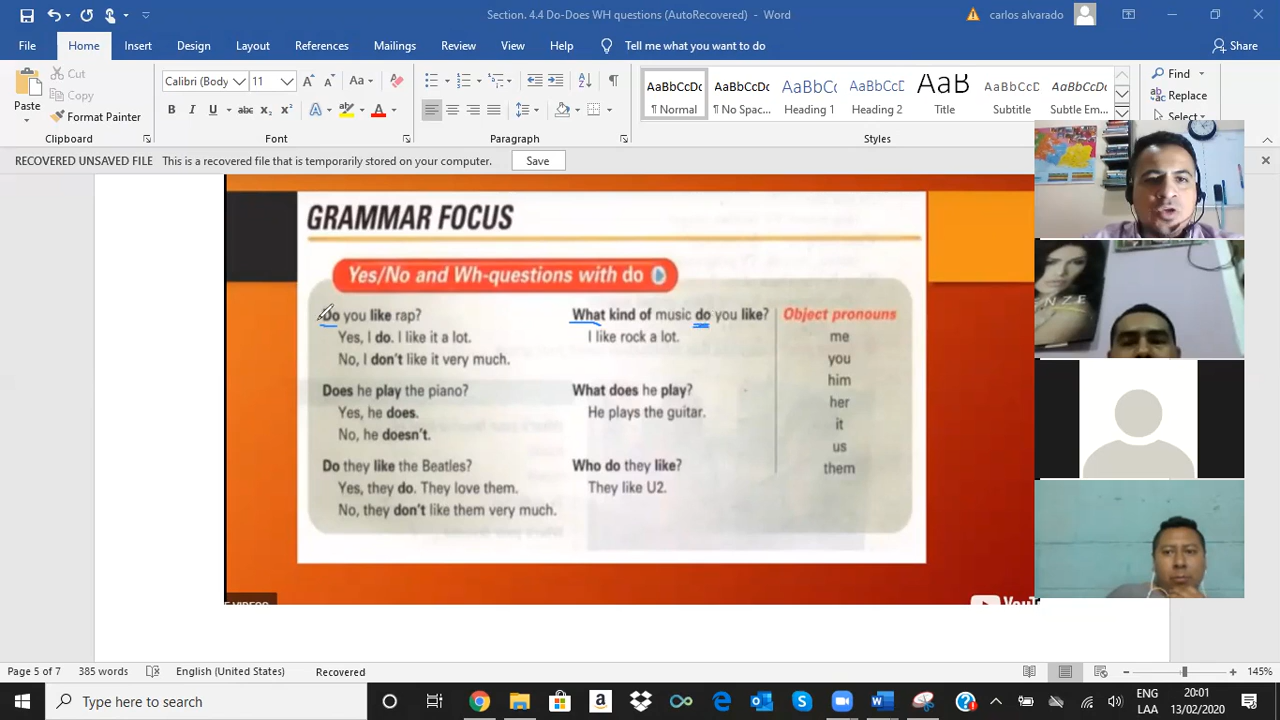 Section. 4.4 Do-Does WH questions (AutoRecovered) - Word
carlos alvarado
File Home Insert Design Layout References Mailings Review View Help Tell me what you want to do Share
Paste
Cut
Copy
Format Painter
Calibri (Body 11 Aa
B I U abc x₂ x² A A
AaBbCcDc AaBbCcDc AaBbCc AaBbCcD AaB AaBbCcDc AaBbCcDc
¶ Normal ¶ No Spac... Heading 1 Heading 2 Title Subtitle Subtle Em...
Find
Replace
Select
Clipboard Font Paragraph Styles
RECOVERED UNSAVED FILE This is a recovered file that is temporarily stored on your computer. Save
GRAMMAR FOCUS
Yes/No and Wh-questions with do
Do you like rap?
Yes, I do. I like it a lot.
No, I don't like it very much.
Does he play the piano?
Yes, he does.
No, he doesn't.
Do they like the Beatles?
Yes, they do. They love them.
No, they don't like them very much.
What kind of music do you like?
I like rock a lot.
What does he play?
He plays the guitar.
Who do they like?
They like U2.
Object pronouns
me
you
him
her
it
us
them
E VIDEOS
YouT
ENZE
Page 5 of 7 385 words English (United States) Recovered 145%
Type here to search
ENG
LAA
20:01
13/02/2020